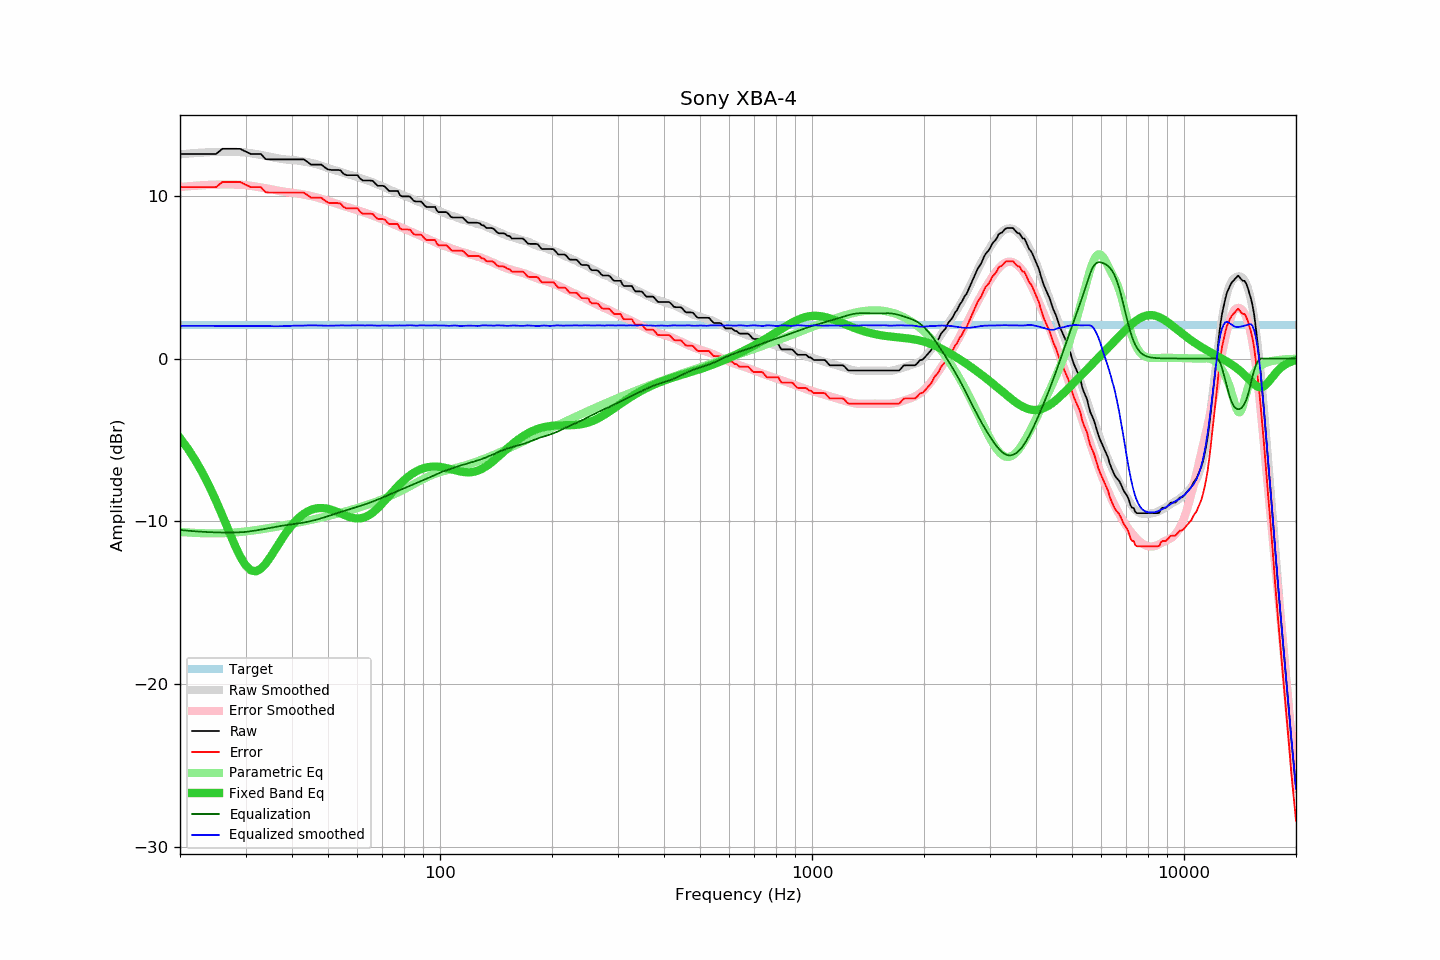 Sony XBA-4
Amplitude (dBr)
10
0
−10
−20
−30
Target
Raw Smoothed
Error Smoothed
Raw
Error
Parametric Eq
Fixed Band Eq
Equalization
Equalized smoothed
100
1000
10000
Frequency (Hz)